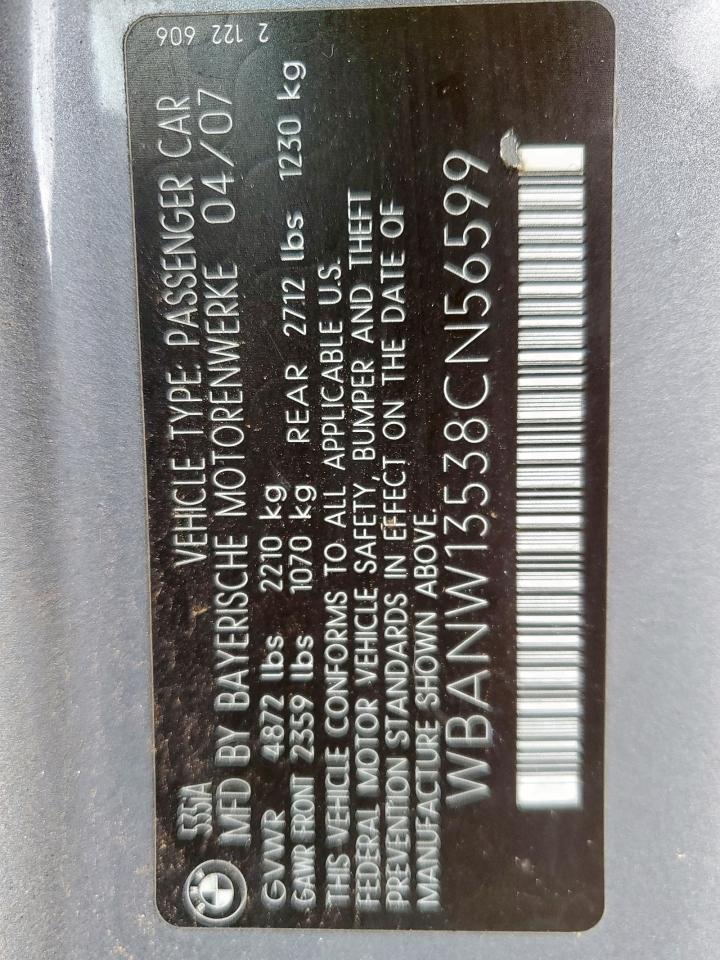 2 122 606
535iA VEHICLE TYPE: PASSENGER CAR
MFD BY BAYERISCHE MOTORENWERKE 04/07
GVWR 4872 lbs 2210 kg
GAWR FRONT 2359 lbs 1070 kg REAR 2712 lbs 1230 kg
THIS VEHICLE CONFORMS TO ALL APPLICABLE U.S.
FEDERAL MOTOR VEHICLE SAFETY, BUMPER AND THEFT
PREVENTION STANDARDS IN EFFECT ON THE DATE OF
MANUFACTURE SHOWN ABOVE
WBANW13538CN56599